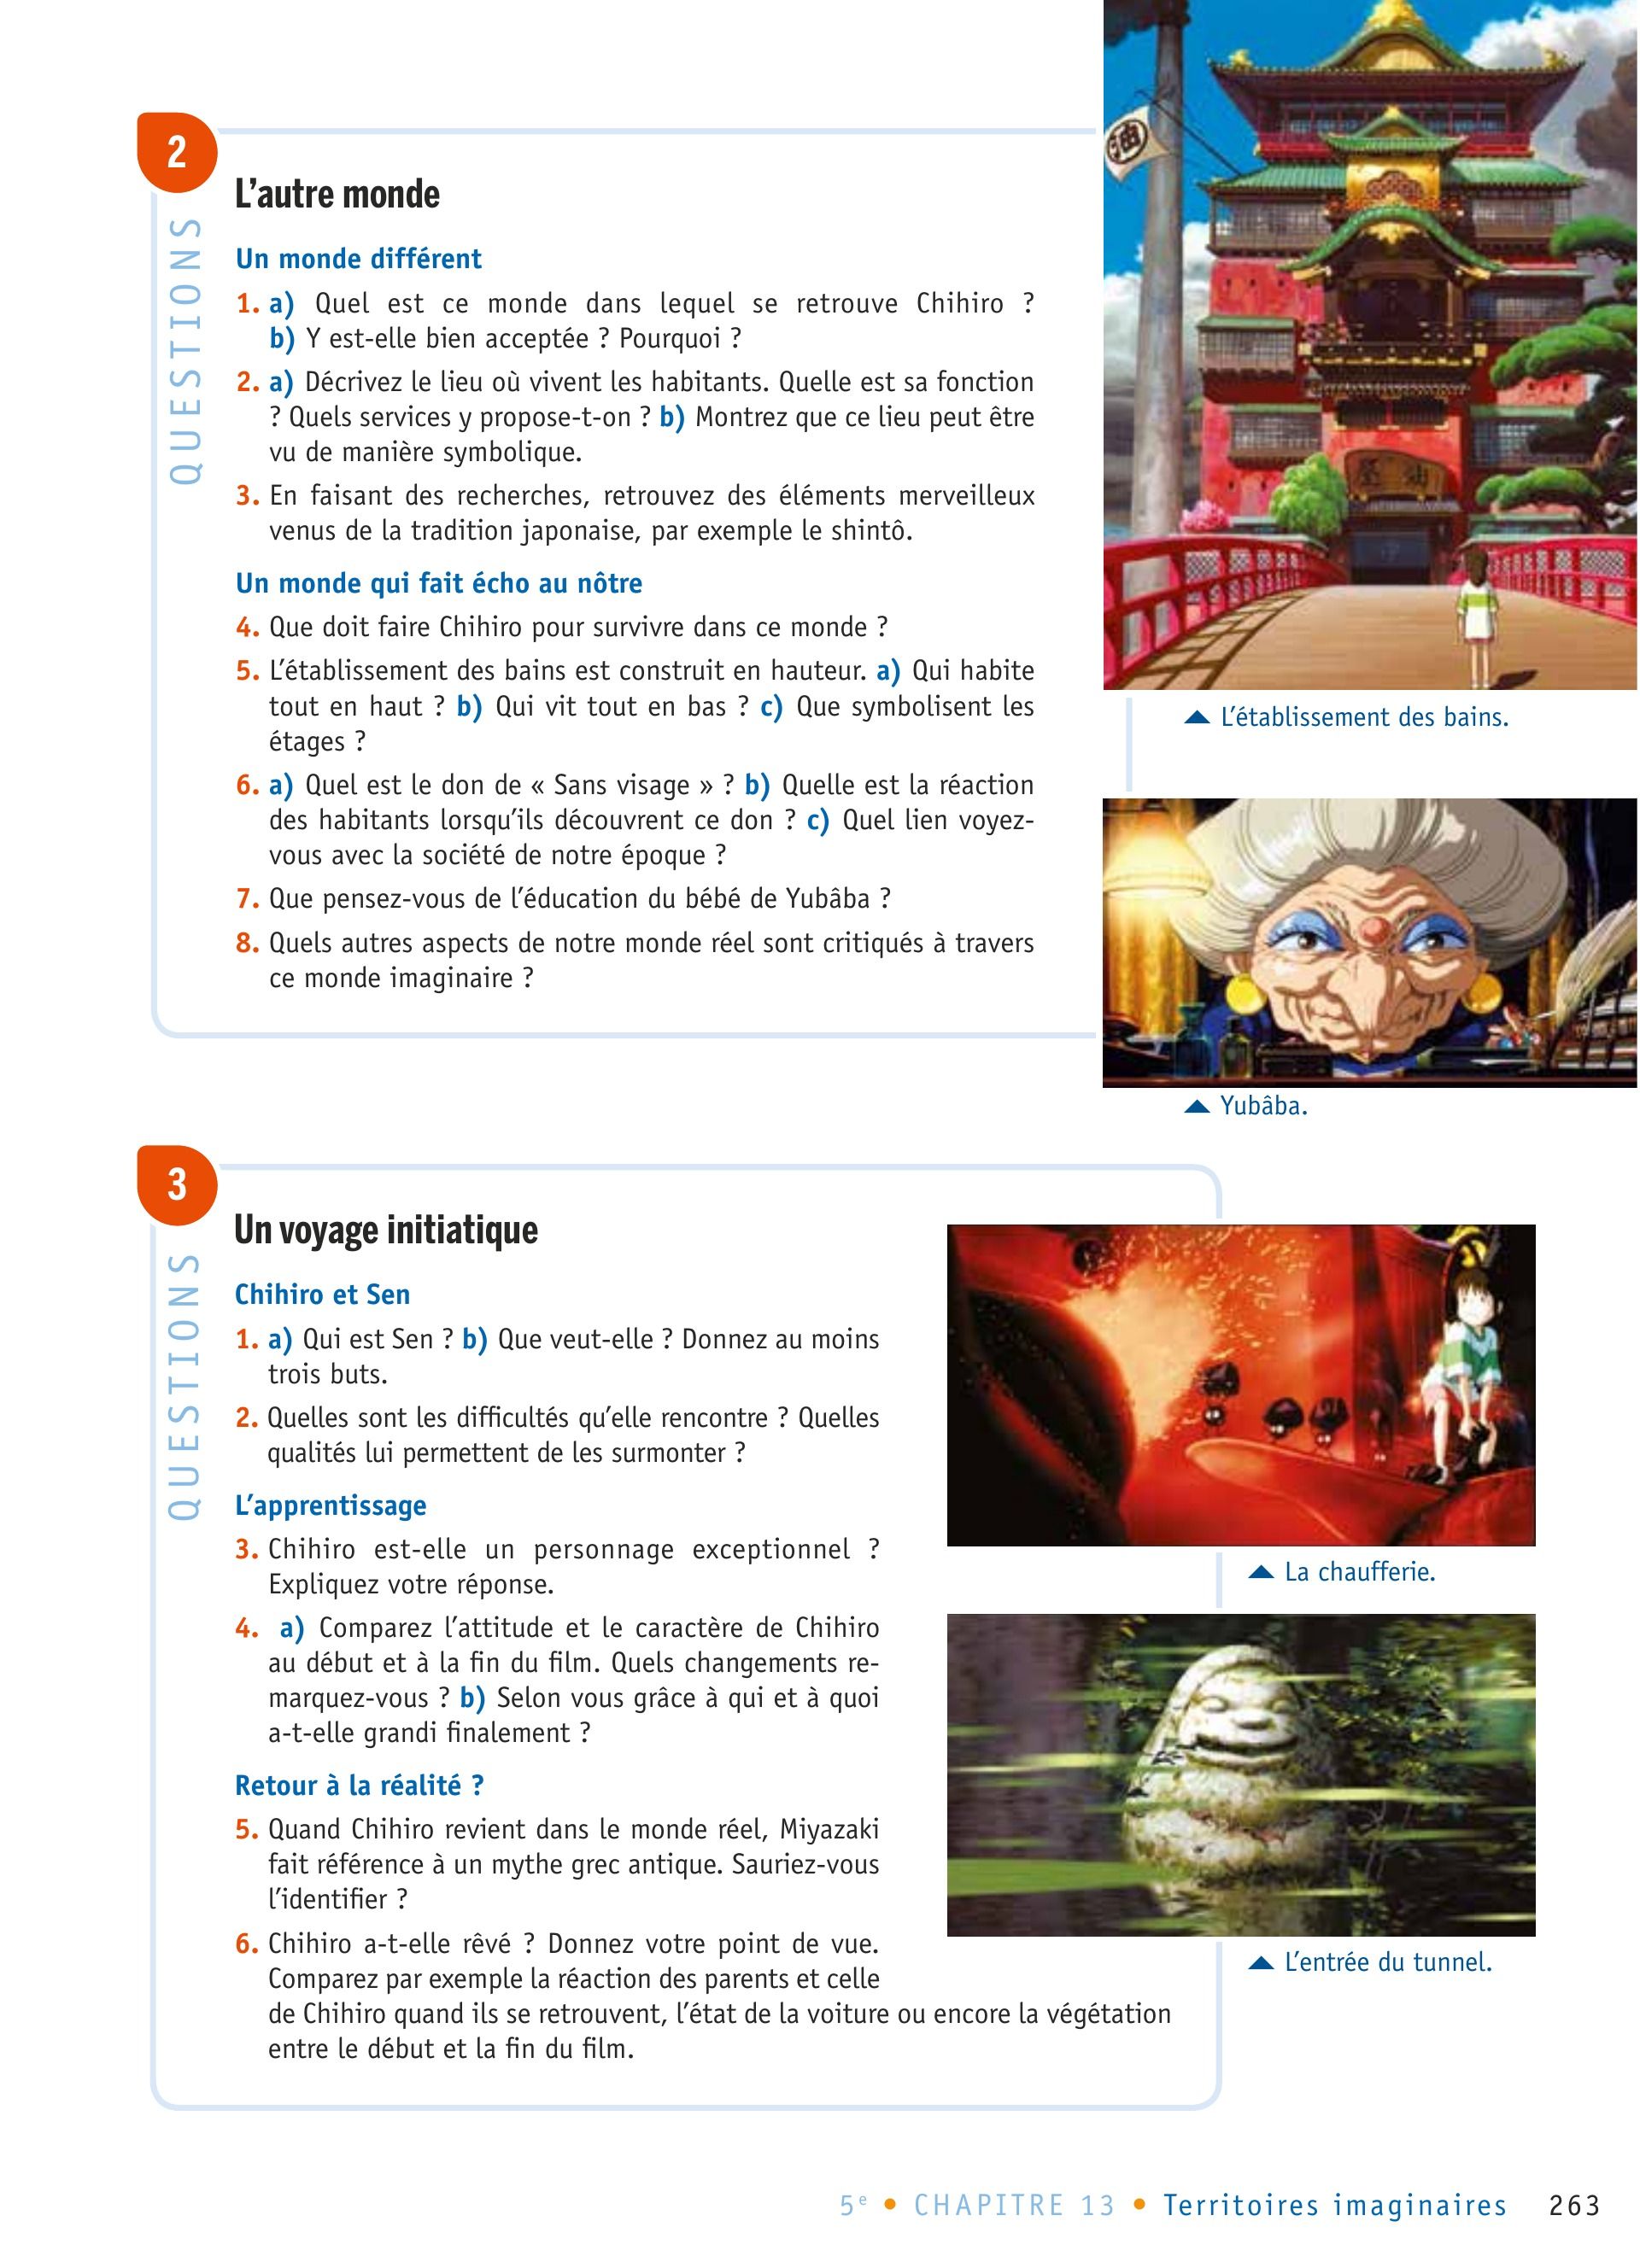 2
QUESTIONS
L'autre monde
Un monde différent
1. a) Quel est ce monde dans lequel se retrouve Chihiro ?
b) Y est-elle bien acceptée ? Pourquoi ?
2. a) Décrivez le lieu où vivent les habitants. Quelle est sa fonction
? Quels services y propose-t-on ? b) Montrez que ce lieu peut être
vu de manière symbolique.
3. En faisant des recherches, retrouvez des éléments merveilleux
venus de la tradition japonaise, par exemple le shintô.
Un monde qui fait écho au nôtre
4. Que doit faire Chihiro pour survivre dans ce monde ?
5. L'établissement des bains est construit en hauteur. a) Qui habite
tout en haut ? b) Qui vit tout en bas ? c) Que symbolisent les
étages ?
6. a) Quel est le don de « Sans visage » ? b) Quelle est la réaction
des habitants lorsqu'ils découvrent ce don ? c) Quel lien voyez-
vous avec la société de notre époque ?
7. Que pensez-vous de l'éducation du bébé de Yubâba ?
8. Quels autres aspects de notre monde réel sont critiqués à travers
ce monde imaginaire ?
油
▲ L'établissement des bains.
▲ Yubâba.
3
QUESTIONS
Un voyage initiatique
Chihiro et Sen
1. a) Qui est Sen ? b) Que veut-elle ? Donnez au moins
trois buts.
2. Quelles sont les difficultés qu'elle rencontre ? Quelles
qualités lui permettent de les surmonter ?
L'apprentissage
3. Chihiro est-elle un personnage exceptionnel ?
Expliquez votre réponse.
4. a) Comparez l'attitude et le caractère de Chihiro
au début et à la fin du film. Quels changements re-
marquez-vous ? b) Selon vous grâce à qui et à quoi
a-t-elle grandi finalement ?
Retour à la réalité ?
5. Quand Chihiro revient dans le monde réel, Miyazaki
fait référence à un mythe grec antique. Sauriez-vous
l'identifier ?
6. Chihiro a-t-elle rêvé ? Donnez votre point de vue.
Comparez par exemple la réaction des parents et celle
de Chihiro quand ils se retrouvent, l'état de la voiture ou encore la végétation
entre le début et la fin du film.
▲ La chaufferie.
▲ L'entrée du tunnel.
5e • CHAPITRE 13 • Territoires imaginaires 263